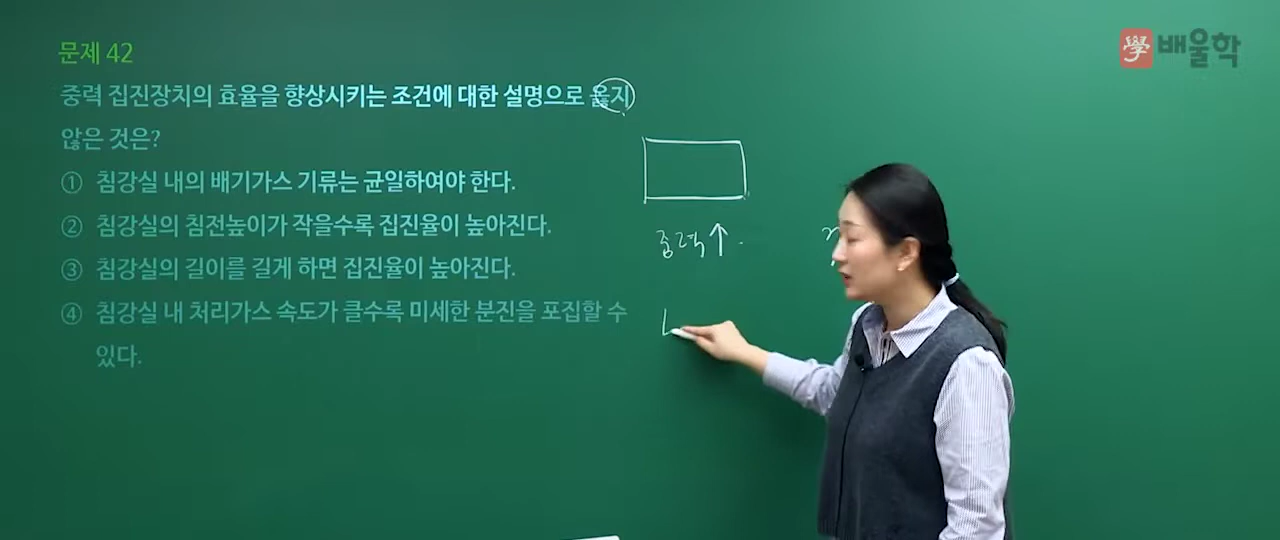 문제 42
學 배울학
중력 집진장치의 효율을 향상시키는 조건에 대한 설명으로 옳지
않은 것은?
① 침강실 내의 배기가스 기류는 균일하여야 한다.
② 침강실의 침전높이가 작을수록 집진율이 높아진다.
③ 침강실의 길이를 길게 하면 집진율이 높아진다.
④ 침강실 내 처리가스 속도가 클수록 미세한 분진을 포집할 수
있다.
중력↑
L